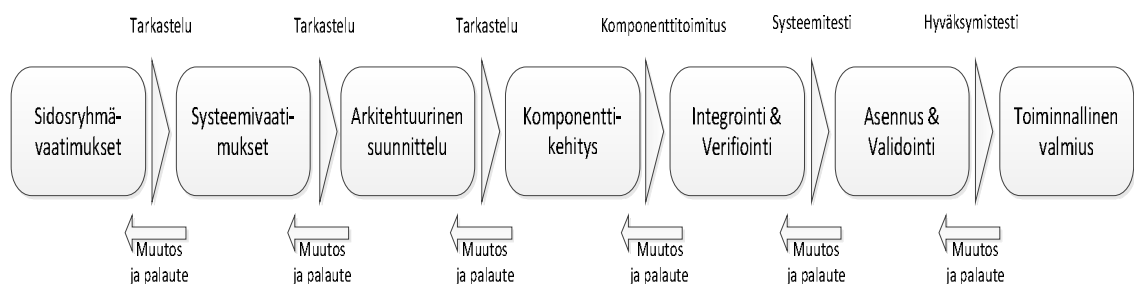 Tarkastelu
Tarkastelu
Tarkastelu
Komponenttitoimitus
Systeemitesti
Hyväksymistesti
Sidosryhmä-
vaatimukset
Systeemivaati-
mukset
Arkitehtuurinen
suunnittelu
Komponentti-
kehitys
Integrointi &
Verifiointi
Asennus &
Validointi
Toiminnallinen
valmius
Muutos
ja palaute
Muutos
ja palaute
Muutos
ja palaute
Muutos
ja palaute
Muutos
ja palaute
Muutos
ja palaute